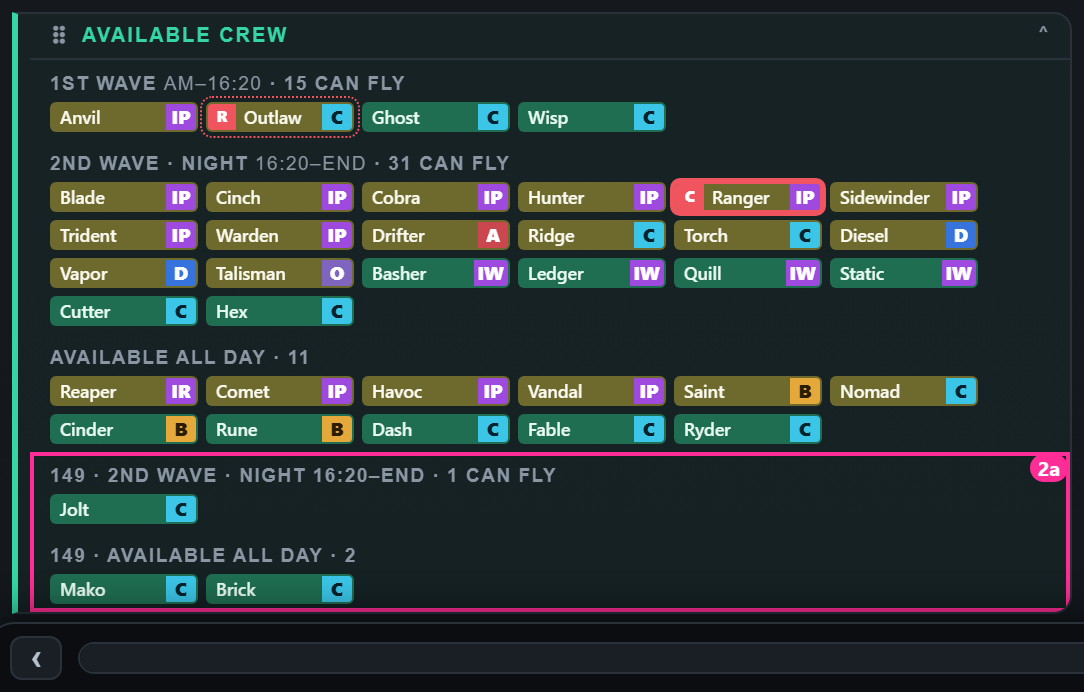 AVAILABLE CREW ^
1ST WAVE AM–16:20 · 15 CAN FLY
Anvil IP R Outlaw C Ghost C Wisp C
2ND WAVE · NIGHT 16:20–END · 31 CAN FLY
Blade IP Cinch IP Cobra IP Hunter IP C Ranger IP Sidewinder IP
Trident IP Warden IP Drifter A Ridge C Torch C Diesel D
Vapor D Talisman O Basher IW Ledger IW Quill IW Static IW
Cutter C Hex C
AVAILABLE ALL DAY · 11
Reaper IR Comet IP Havoc IP Vandal IP Saint B Nomad C
Cinder B Rune B Dash C Fable C Ryder C
149 · 2ND WAVE · NIGHT 16:20–END · 1 CAN FLY 2a
Jolt C
149 · AVAILABLE ALL DAY · 2
Mako C Brick C
‹